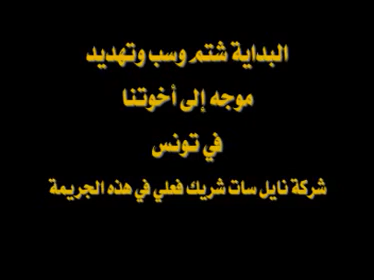 البداية شتم وسب وتهديد
موجه إلى أخوتنا
في تونس
شركة نايل سات شريك فعلي في هذه الجريمة